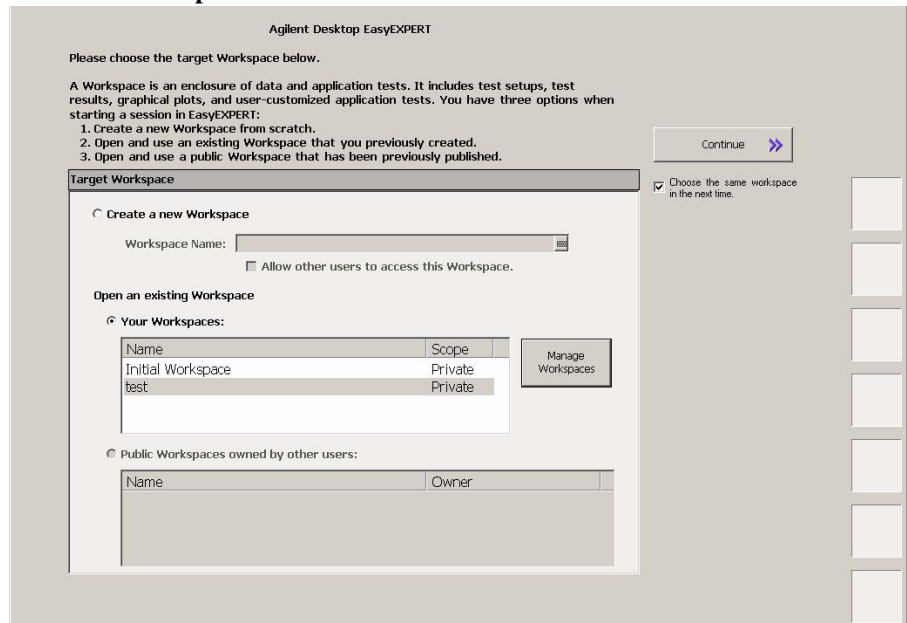 Agilent Desktop EasyEXPERT
Please choose the target Workspace below.
A Workspace is an enclosure of data and application tests. It includes test setups, test
results, graphical plots, and user-customized application tests. You have three options when
starting a session in EasyEXPERT:
1. Create a new Workspace from scratch.
2. Open and use an existing Workspace that you previously created.
3. Open and use a public Workspace that has been previously published.
Continue
Choose the same workspace
in the next time.
Target Workspace
Create a new Workspace
Workspace Name:
Allow other users to access this Workspace.
Open an existing Workspace
Your Workspaces:
Name Scope
Initial Workspace Private
test Private
Manage
Workspaces
Public Workspaces owned by other users:
Name Owner